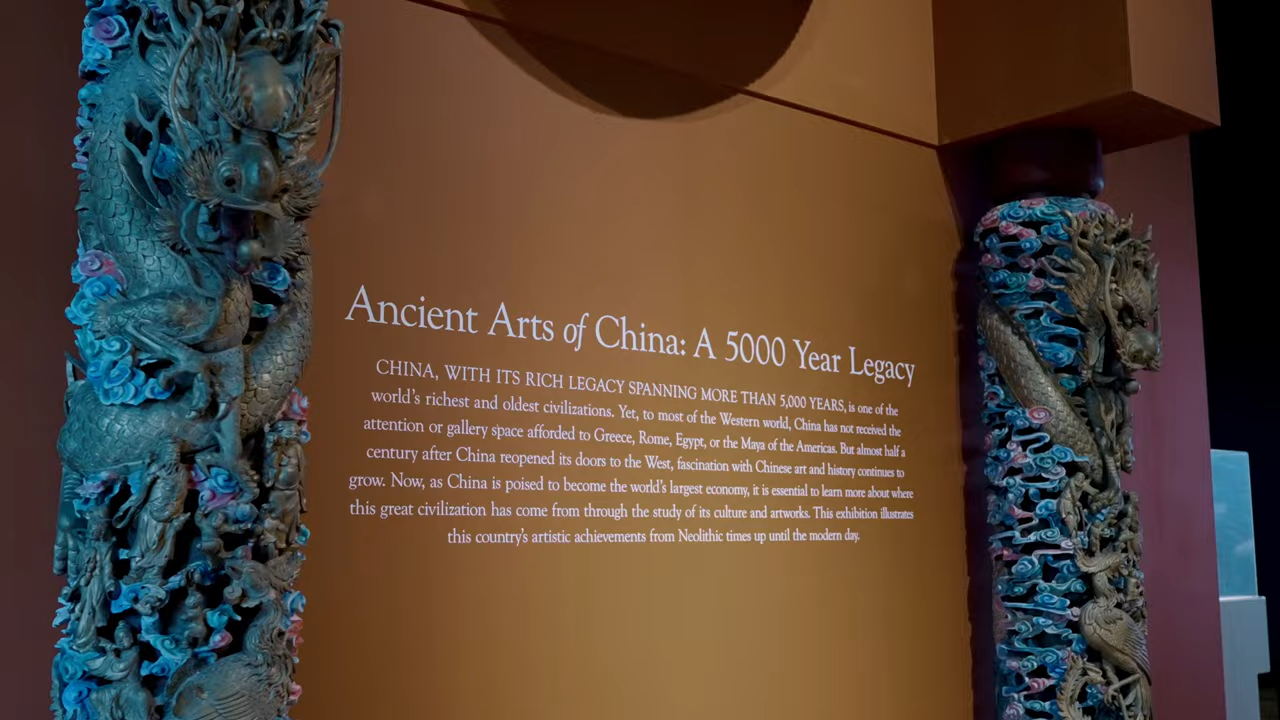 Ancient Arts of China: A 5000 Year Legacy
CHINA, WITH ITS RICH LEGACY SPANNING MORE THAN 5,000 YEARS, is one of the
world's richest and oldest civilizations. Yet, to most of the Western world, China has not received the
attention or gallery space afforded to Greece, Rome, Egypt, or the Maya of the Americas. But almost half a
century after China reopened its doors to the West, fascination with Chinese art and history continues to
grow. Now, as China is poised to become the world's largest economy, it is essential to learn more about where
this great civilization has come from through the study of its culture and artworks. This exhibition illustrates
this country's artistic achievements from Neolithic times up until the modern day.